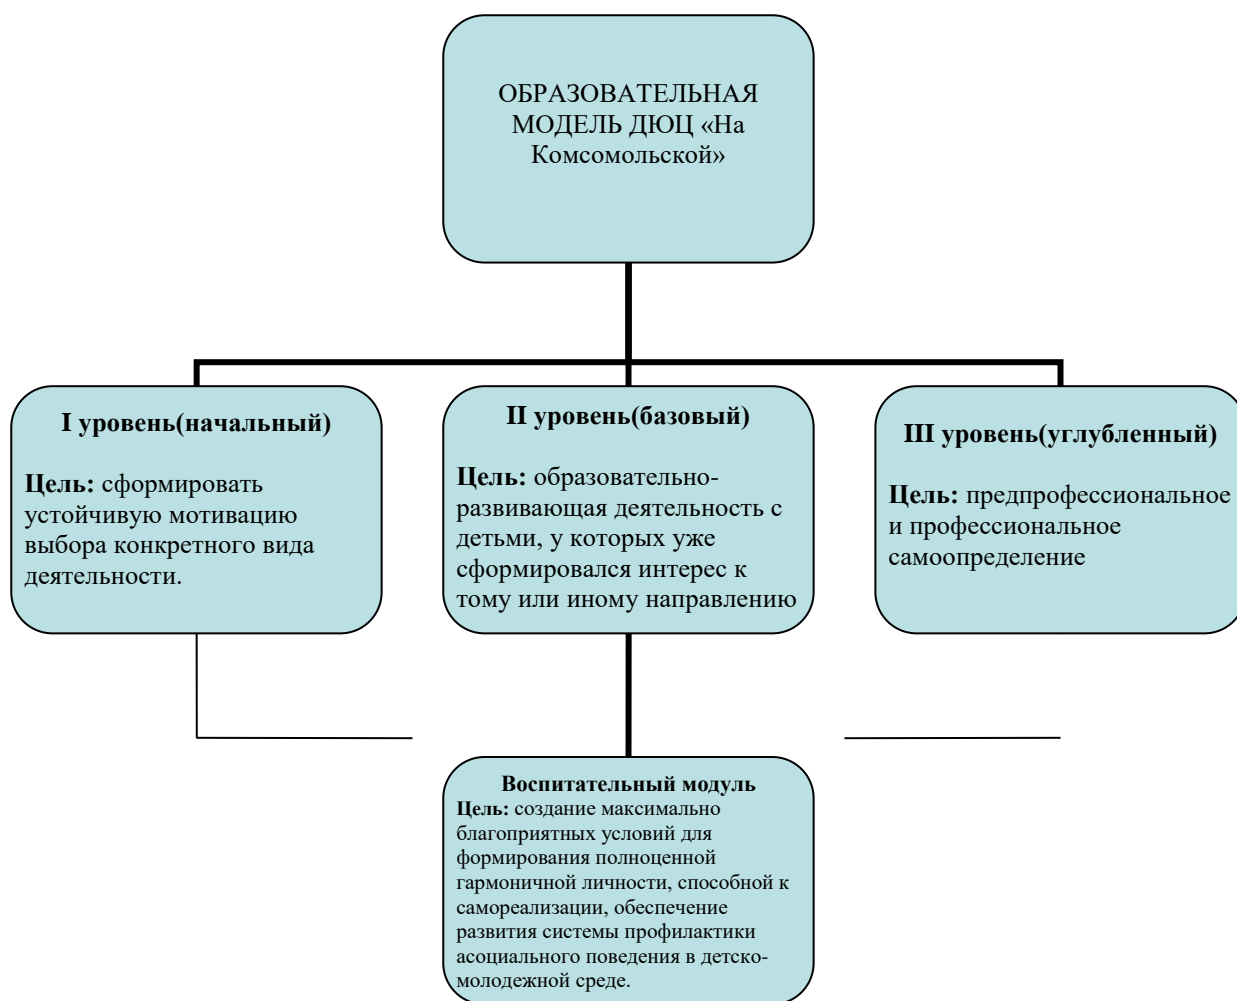 ОБРАЗОВАТЕЛЬНАЯ
МОДЕЛЬ ДЮЦ «На
Комсомольской»
I уровень(начальный)
Цель: сформировать
устойчивую мотивацию
выбора конкретного вида
деятельности.
II уровень(базовый)
Цель: образовательно-
развивающая деятельность с
детьми, у которых уже
сформировался интерес к
тому или иному направлению
III уровень(углубленный)
Цель: предпрофессиональное
и профессиональное
самоопределение
Воспитательный модуль
Цель: создание максимально
благоприятных условий для
формирования полноценной
гармоничной личности, способной к
самореализации, обеспечение
развития системы профилактики
асоциального поведения в детско-
молодежной среде.